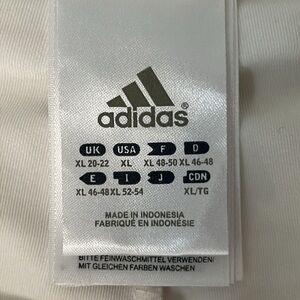 adidas®
UK USA F D
XL 20-22 XL XL 48-50 XL 46-48
E I J CDN
XL 46-48 XL 52-54 XL/TG
MADE IN INDONESIA
FABRIQUÉ EN INDONÉSIE
BITTE FEINWASCHMITTEL VERWENDEN
MIT GLEICHEN FARBEN WASCHEN